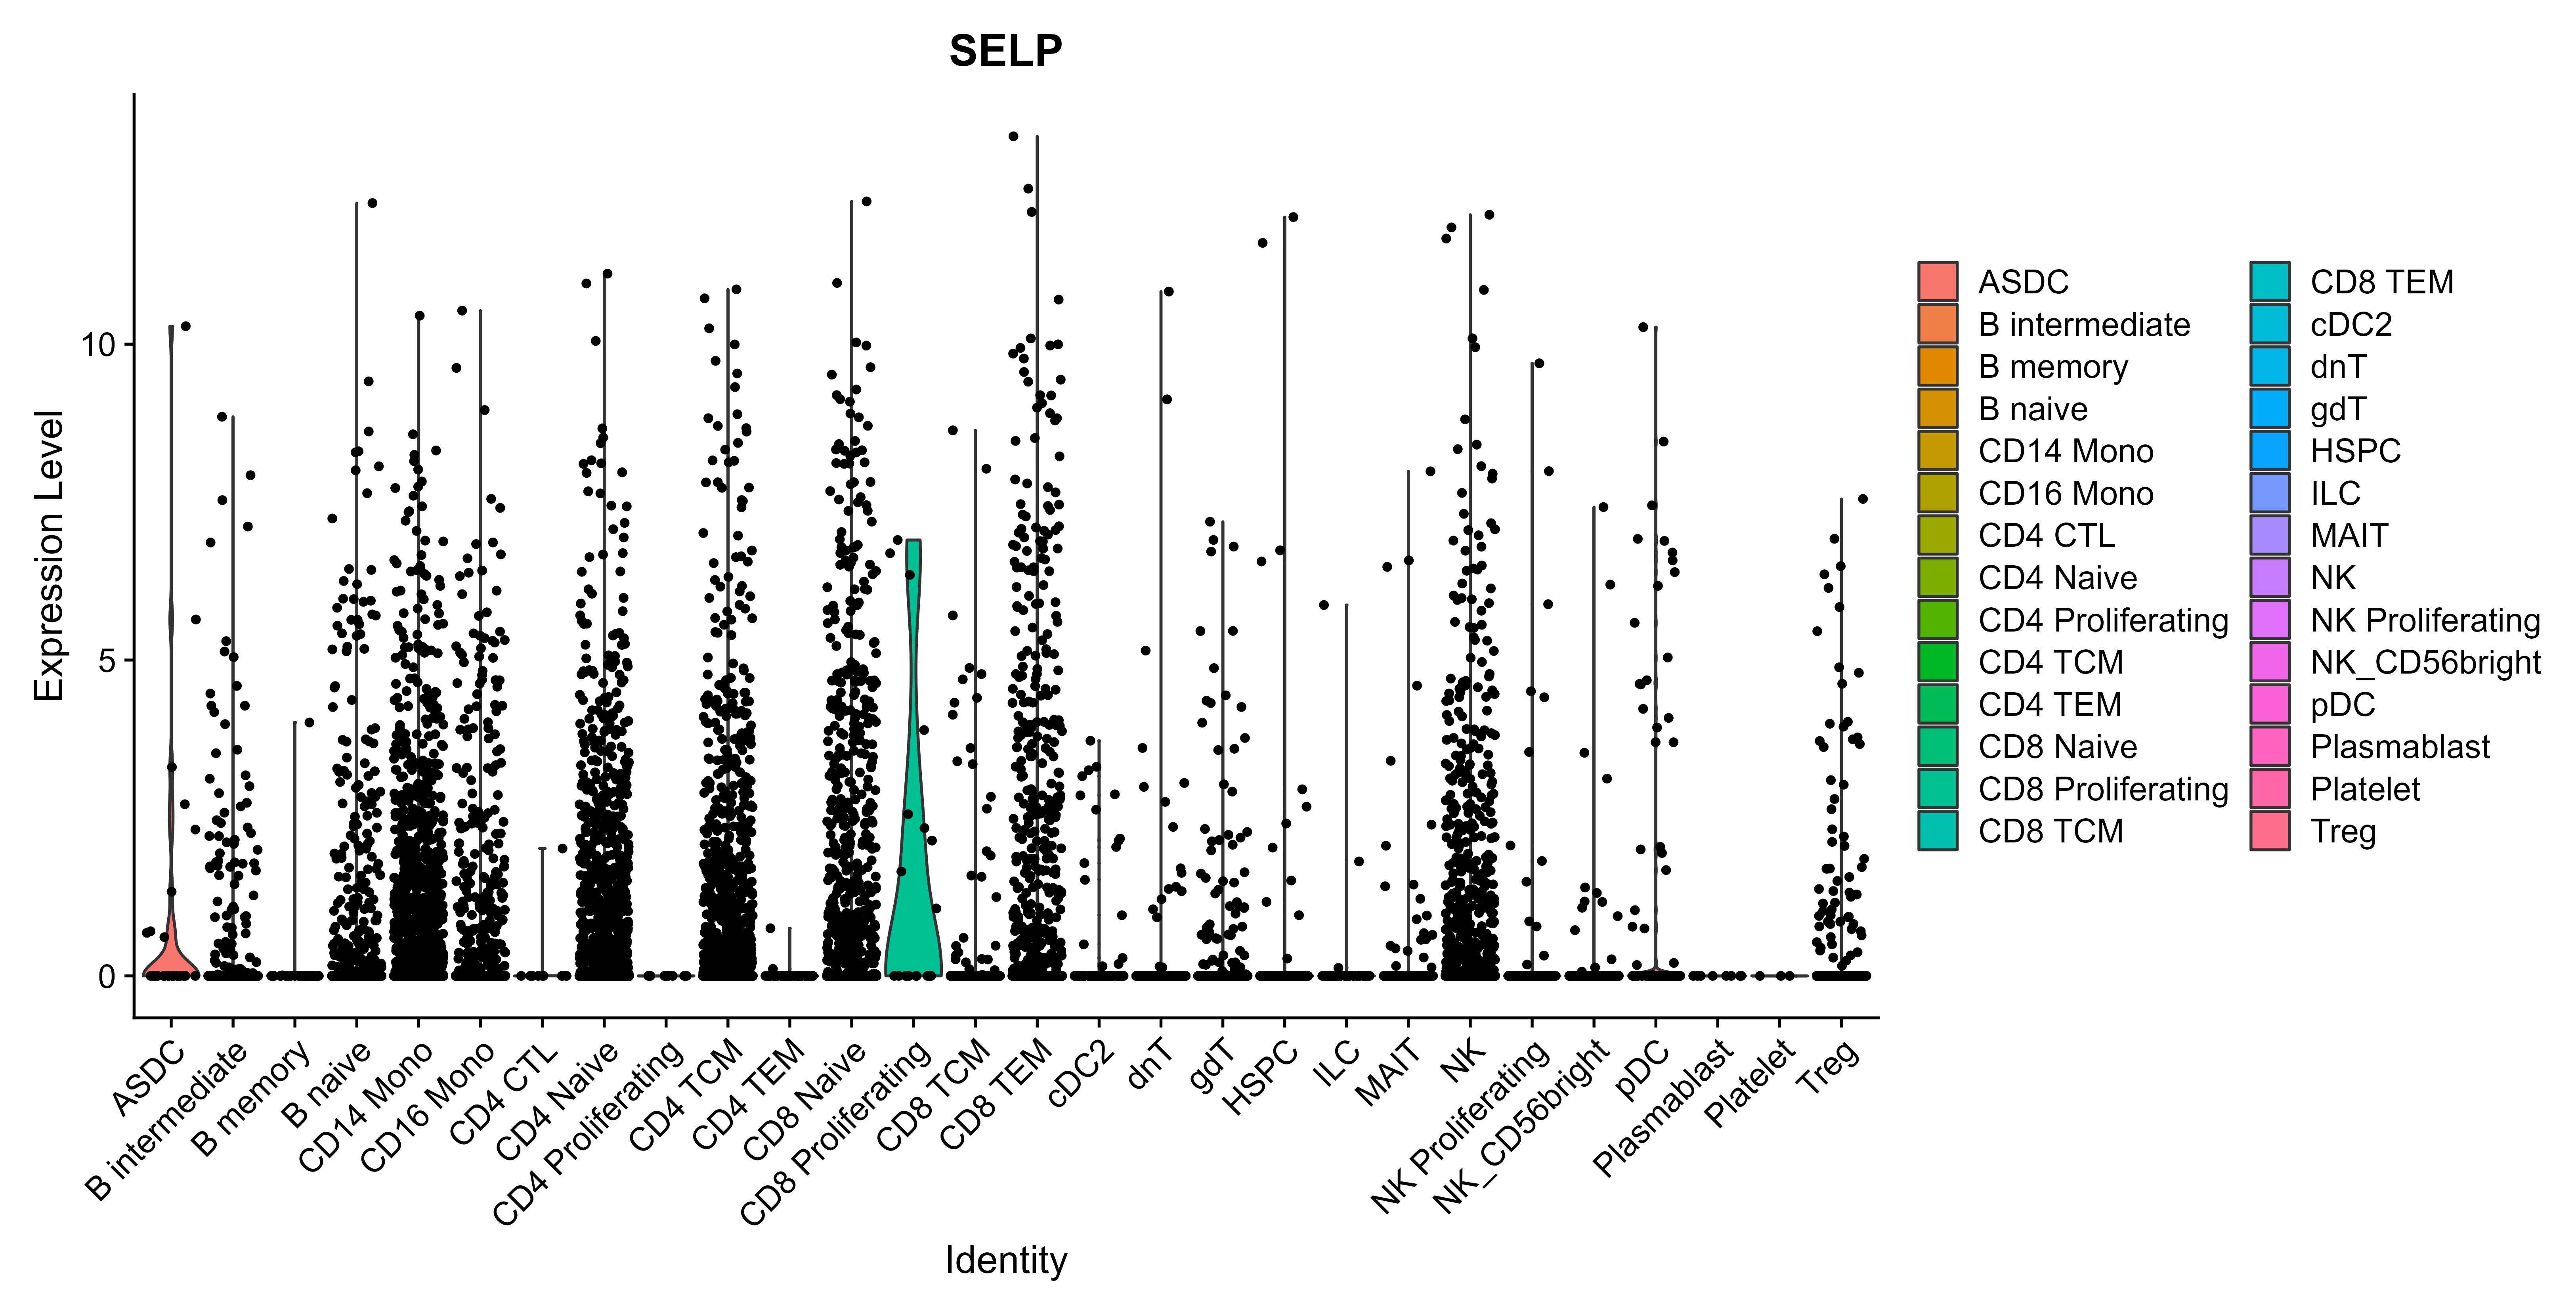 SELP
Expression Level
10
5
0
ASDC
B intermediate
B memory
B naive
CD14 Mono
CD16 Mono
CD4 CTL
CD4 Naive
CD4 Proliferating
CD4 TCM
CD4 TEM
CD8 Naive
CD8 Proliferating
CD8 TCM
CD8 TEM
cDC2
dnT
gdT
HSPC
ILC
MAIT
NK
NK Proliferating
NK_CD56bright
pDC
Plasmablast
Platelet
Treg
Identity
ASDC
B intermediate
B memory
B naive
CD14 Mono
CD16 Mono
CD4 CTL
CD4 Naive
CD4 Proliferating
CD4 TCM
CD4 TEM
CD8 Naive
CD8 Proliferating
CD8 TCM
CD8 TEM
cDC2
dnT
gdT
HSPC
ILC
MAIT
NK
NK Proliferating
NK_CD56bright
pDC
Plasmablast
Platelet
Treg